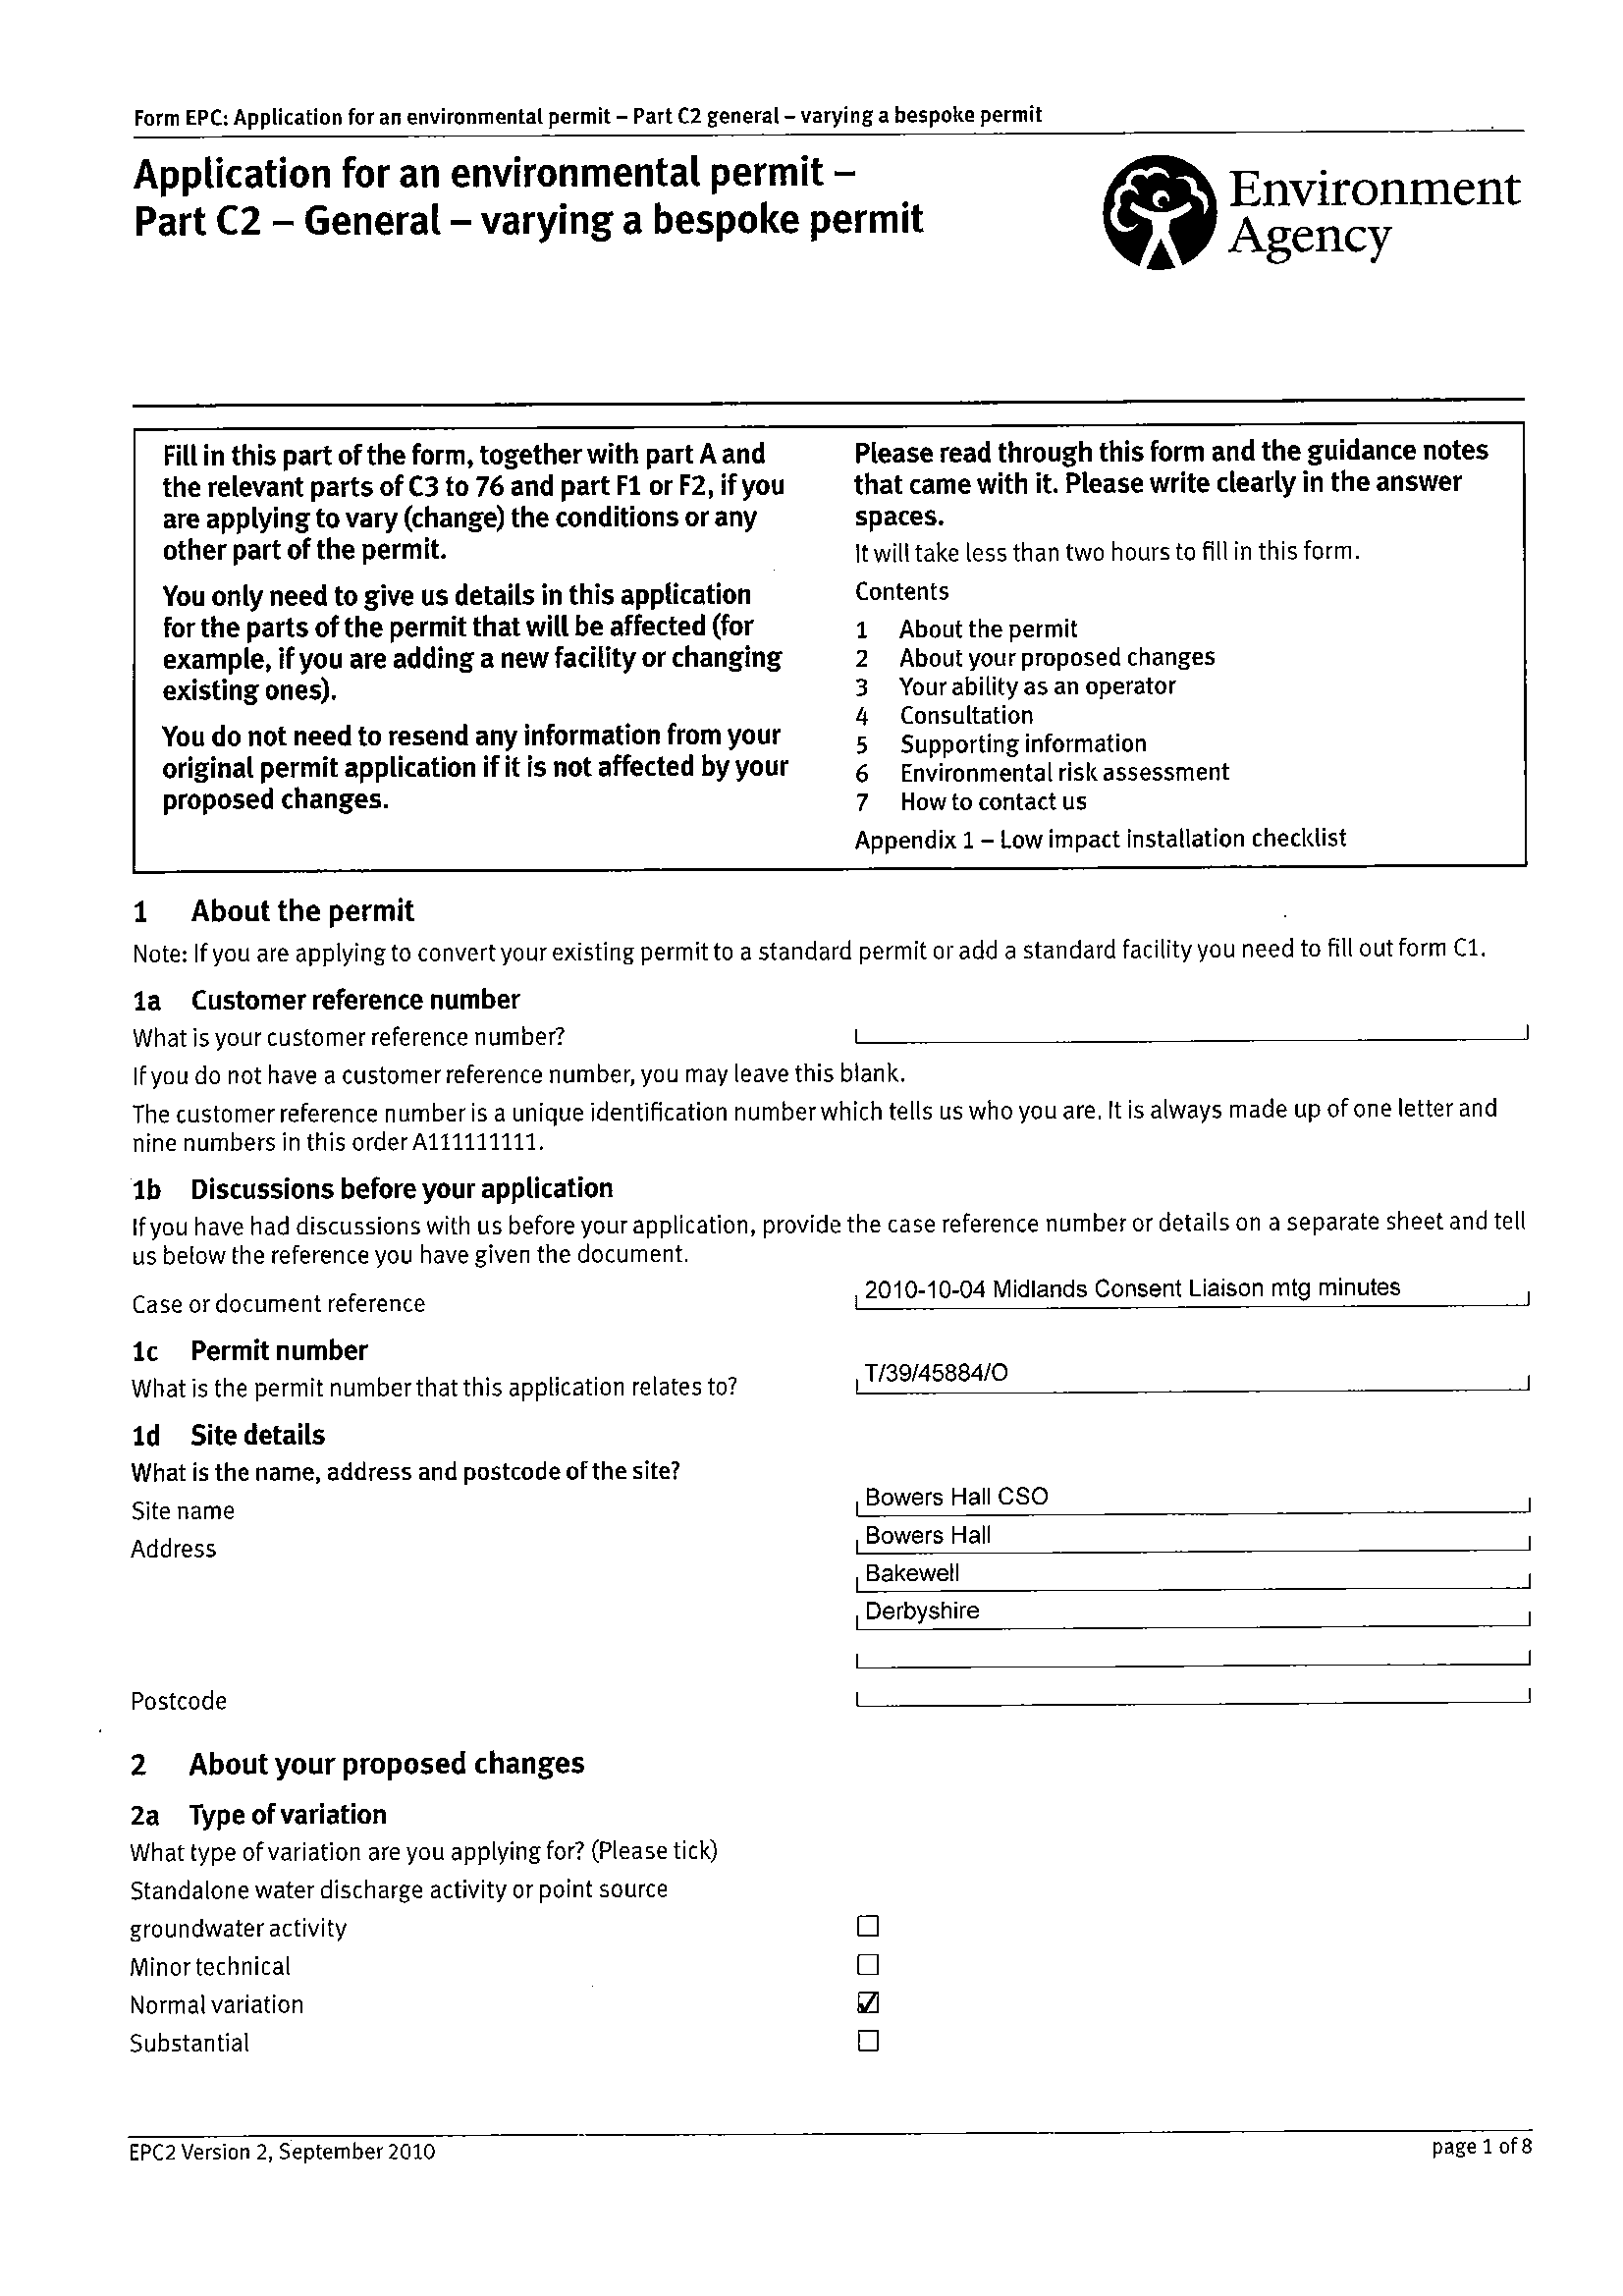 Form EPC: Application for an environmental permit – Part C2 general – varying a bespoke permit
Application for an environmental permit –
Part C2 – General – varying a bespoke permit
Environment
Agency
Fill in this part of the form, together with part A and
the relevant parts of C3 to 76 and part F1 or F2, if you
are applying to vary (change) the conditions or any
other part of the permit.
You only need to give us details in this application
for the parts of the permit that will be affected (for
example, if you are adding a new facility or changing
existing ones).
You do not need to resend any information from your
original permit application if it is not affected by your
proposed changes.
Please read through this form and the guidance notes
that came with it. Please write clearly in the answer
spaces.
It will take less than two hours to fill in this form.
Contents
1 About the permit
2 About your proposed changes
3 Your ability as an operator
4 Consultation
5 Supporting information
6 Environmental risk assessment
7 How to contact us
Appendix 1 – Low impact installation checklist
1 About the permit
Note: If you are applying to convert your existing permit to a standard permit or add a standard facility you need to fill out form C1.
1a Customer reference number
What is your customer reference number?
If you do not have a customer reference number, you may leave this blank.
The customer reference number is a unique identification number which tells us who you are. It is always made up of one letter and
nine numbers in this order A111111111.
1b Discussions before your application
If you have had discussions with us before your application, provide the case reference number or details on a separate sheet and tell
us below the reference you have given the document.
Case or document reference 2010-10-04 Midlands Consent Liaison mtg minutes
1c Permit number
What is the permit number that this application relates to? T/39/45884/O
1d Site details
What is the name, address and postcode of the site?
Site name Bowers Hall CSO
Address Bowers Hall
Bakewell
Derbyshire
Postcode
2 About your proposed changes
2a Type of variation
What type of variation are you applying for? (Please tick)
Standalone water discharge activity or point source
groundwater activity
Minor technical
Normal variation
Substantial
EPC2 Version 2, September 2010
page 1 of 8